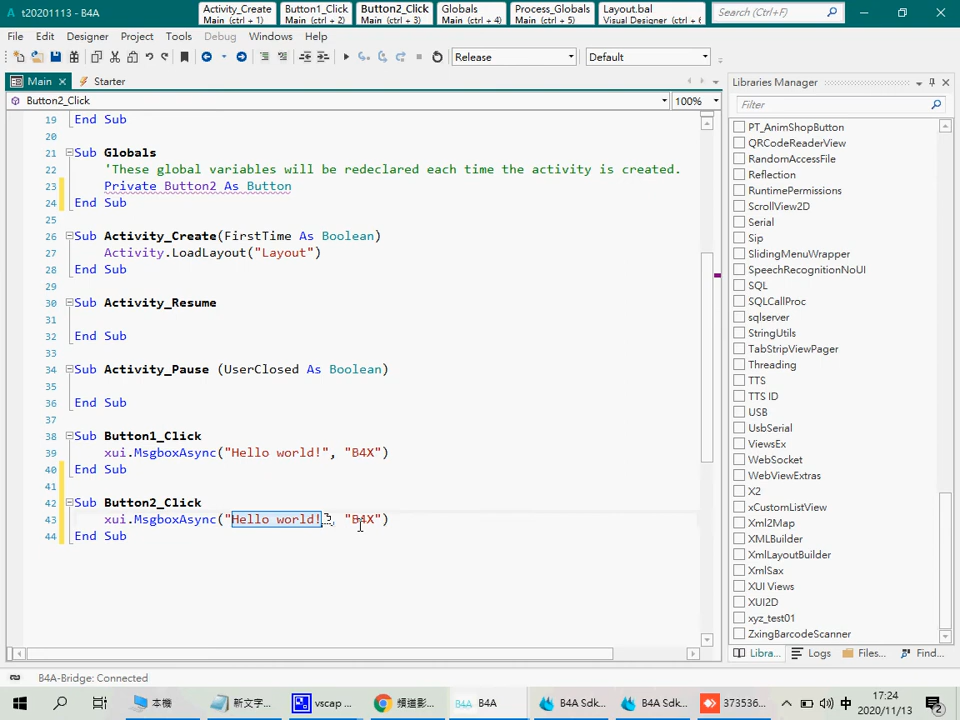 t20201113 - B4A
Activity_Create
Main (ctrl + 1)
Button1_Click
Main (ctrl + 2)
Button2_Click
Main (ctrl + 3)
Globals
Main (ctrl + 4)
Process_Globals
Main (ctrl + 5)
Layout.bal
Visual Designer (ctrl + 6
Search (Ctrl+F)
File Edit Designer Project Tools Debug Windows Help
Release
Default
Main
Starter
Button2_Click
100%
19 End Sub
20
21 Sub Globals
22 'These global variables will be redeclared each time the activity is created.
23 Private Button2 As Button
24 End Sub
25
26 Sub Activity_Create(FirstTime As Boolean)
27 Activity.LoadLayout("Layout")
28 End Sub
29
30 Sub Activity_Resume
31
32 End Sub
33
34 Sub Activity_Pause (UserClosed As Boolean)
35
36 End Sub
37
38 Sub Button1_Click
39 xui.MsgboxAsync("Hello world!", "B4X")
40 End Sub
41
42 Sub Button2_Click
43 xui.MsgboxAsync("Hello world!", "B4X")
44 End Sub
Libraries Manager
Filter
PT_AnimShopButton
QRCodeReaderView
RandomAccessFile
Reflection
RuntimePermissions
ScrollView2D
Serial
Sip
SlidingMenuWrapper
SpeechRecognitionNoUI
SQL
SQLCallProc
sqlserver
StringUtils
TabStripViewPager
Threading
TTS
TTS ID
USB
UsbSerial
ViewsEx
WebSocket
WebViewExtras
X2
xCustomListView
Xml2Map
XMLBuilder
XmlLayoutBuilder
XmlSax
XUI Views
XUI2D
xyz_test01
ZxingBarcodeScanner
Libra... Logs Files... Find...
B4A-Bridge: Connected
本機
新文字...
vscap ...
頻道影...
B4A
B4A Sd...
B4A Sd...
373536...
中
17:24
2020/11/13
2